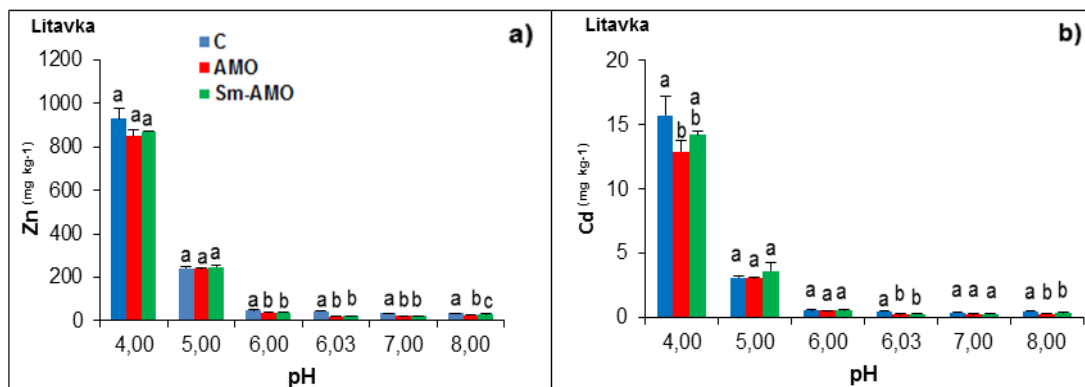 Litavka
a)
C
AMO
Sm-AMO
1200
1000
800
600
400
200
0
Zn (mg kg-1)
a a a
a a a
a b b
a b b
a b b
a b c
4,00 5,00 6,00 6,03 7,00 8,00
pH
Litavka
b)
20
15
10
5
0
Cd (mg kg-1)
a b a
b
a a a
a a a
a b b
a a a
a b b
4,00 5,00 6,00 6,03 7,00 8,00
pH